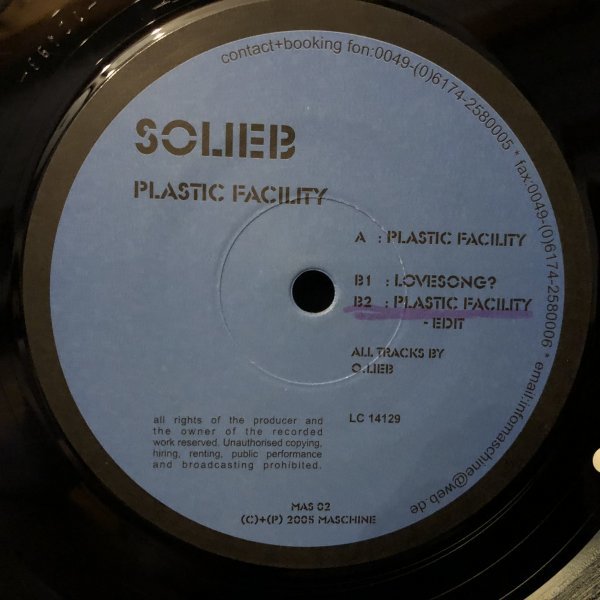 contact+booking fon:0049-(0)6174-2580005 * fax:0049-(0)6174-2580006 * email:infomaschine@web.de
SOLIEB
PLASTIC FACILITY
A : PLASTIC FACILITY
B1 : LOVESONG?
B2 : PLASTIC FACILITY
- EDIT
ALL TRACKS BY
O.LIEB
LC 14129
all rights of the producer and
the owner of the recorded
work reserved. Unauthorised copying,
hiring, renting, public performance
and broadcasting prohibited.
MAS 02
(C)+(P) 2005 MASCHINE